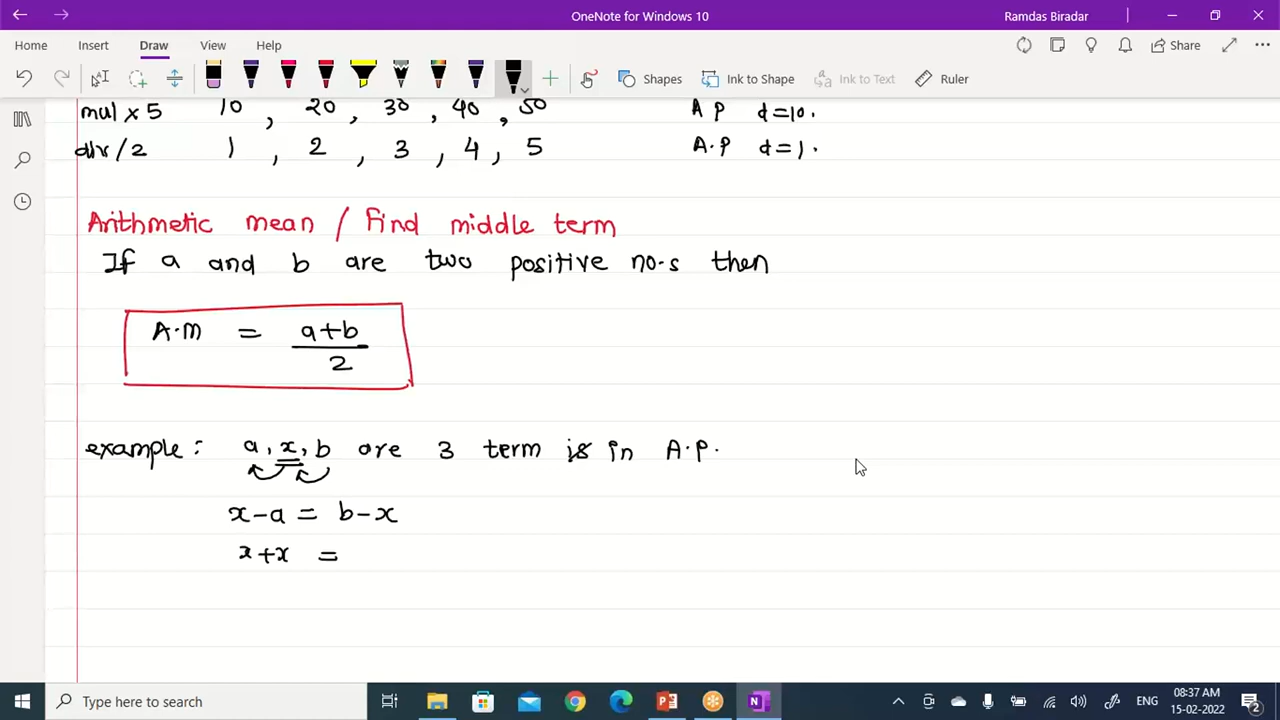 OneNote for Windows 10
Ramdas Biradar
Home Insert Draw View Help
Share
Shapes Ink to Shape Ink to Text Ruler
mul x 5 10 , 20 , 30 , 40 , 50 A P d=10.
div/2 1 , 2 , 3 , 4 , 5 A.P d=1.
Arithmetic mean / Find middle term
If a and b are two positive no.s then
A.M = a+b
2
example: a, x, b are 3 term is in A.P.
x-a = b-x
x+x =
Type here to search
ENG
08:37 AM
15-02-2022
2